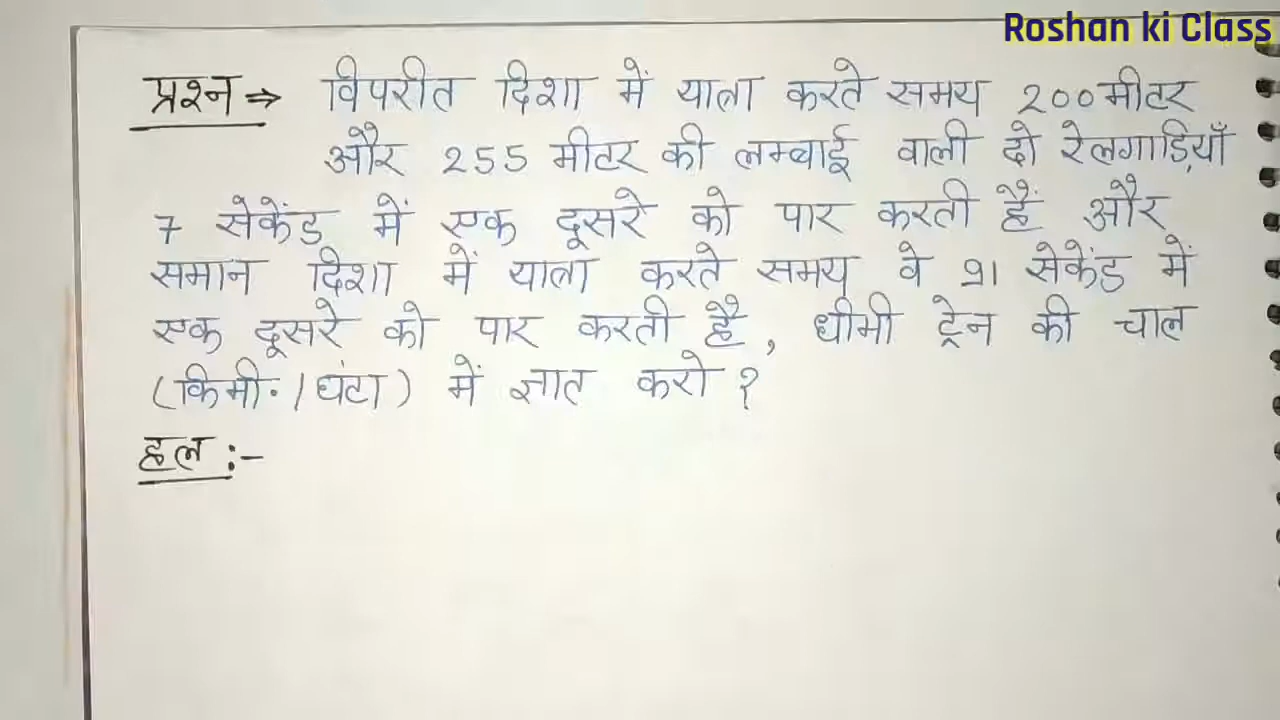 Roshan ki Class
प्रश्न ⇒ विपरीत दिशा में यात्रा करते समय 200 मीटर
और 255 मीटर की लम्बाई वाली दो रेलगाड़ियाँ
7 सेकेंड में एक दूसरे को पार करती हैं और
समान दिशा में यात्रा करते समय वे 91 सेकेंड में
एक दूसरे को पार करती है, धीमी ट्रेन की चाल
(किमी॰/घंटा) में ज्ञात करो ?
हल :-